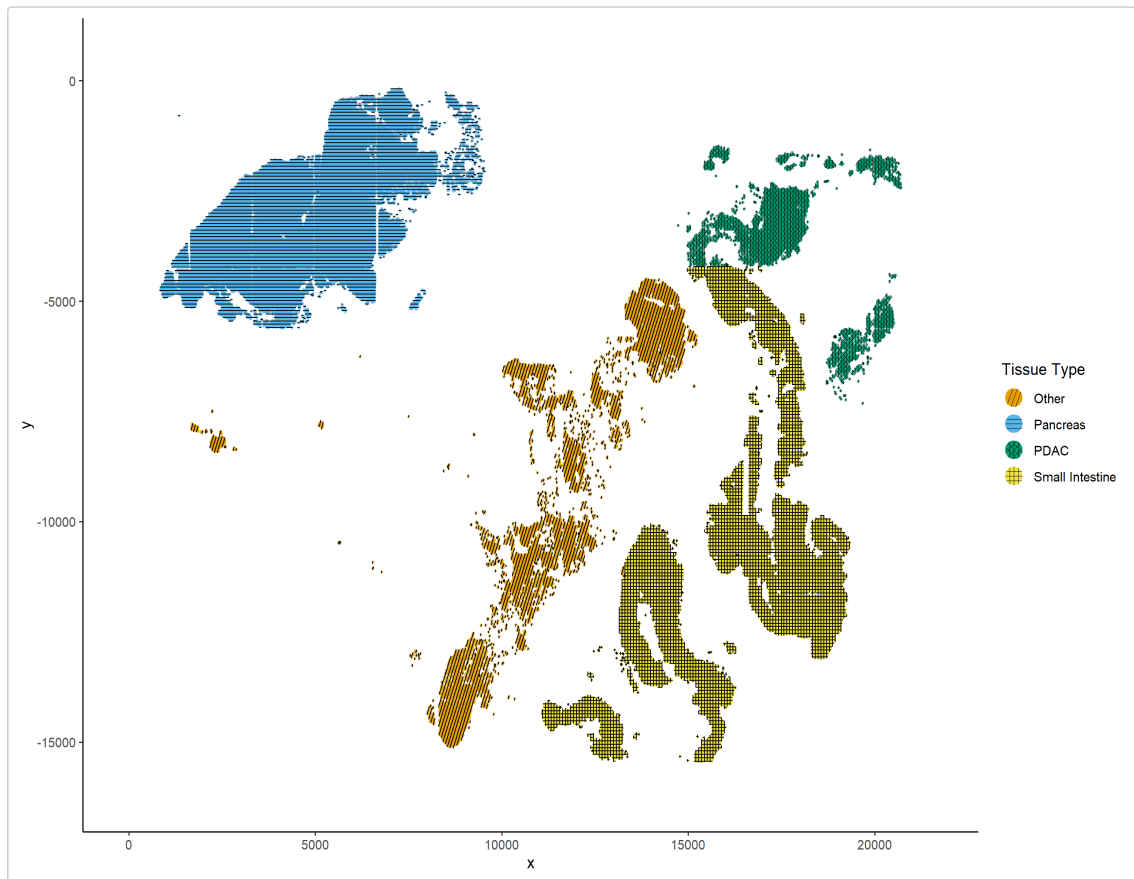 0
-5000
-10000
-15000
y
0 5000 10000 15000 20000
x
Tissue Type
Other
Pancreas
PDAC
Small Intestine